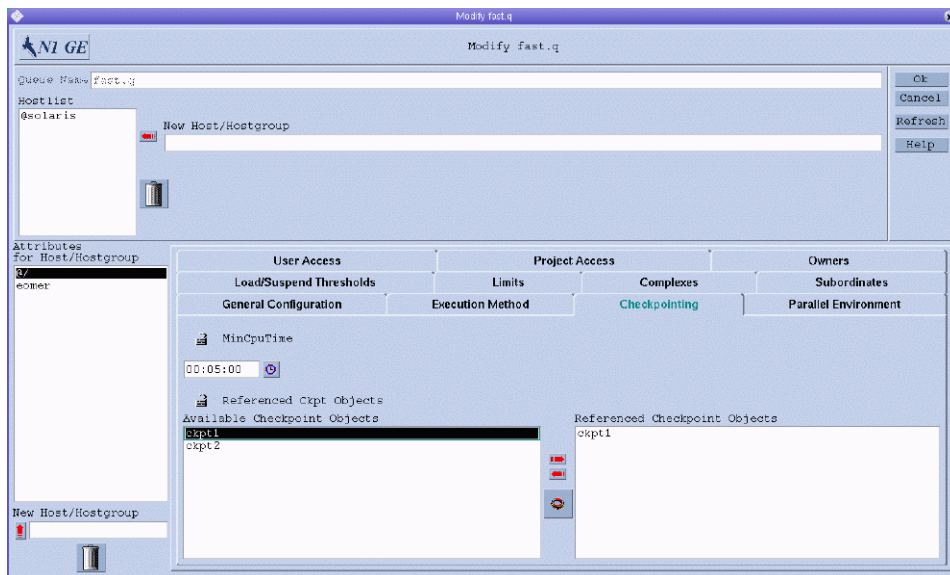 Modify fast.q
N1 GE
Modify fast.q
Queue Name fast.q
Ok
Cancel
Refresh
Help
Hostlist
@solaris
New Host/Hostgroup
Attributes
for Host/Hostgroup
@/
eomer
User Access
Project Access
Owners
Load/Suspend Thresholds
Limits
Complexes
Subordinates
General Configuration
Execution Method
Checkpointing
Parallel Environment
MinCpuTime
00:05:00
Referenced Ckpt Objects
Available Checkpoint Objects
ckpt1
ckpt2
Referenced Checkpoint Objects
ckpt1
New Host/Hostgroup